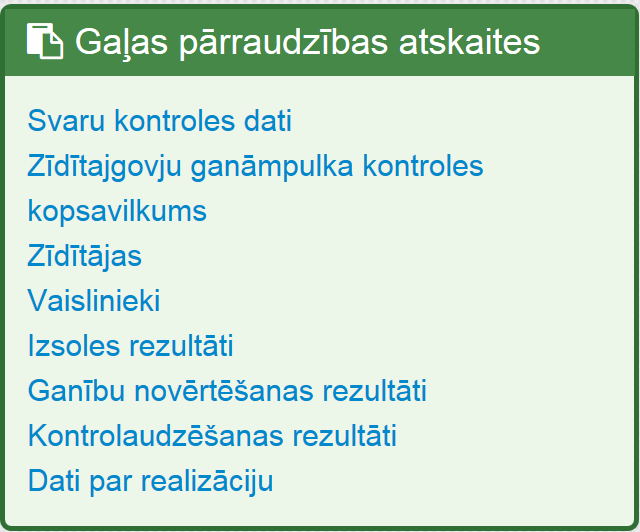 Gaļas pārraudzības atskaites
Svaru kontroles dati
Zīdītajgovju ganāmpulka kontroles
kopsavilkums
Zīdītājas
Vaislinieki
Izsoles rezultāti
Ganību novērtēšanas rezultāti
Kontrolaudzēšanas rezultāti
Dati par realizāciju